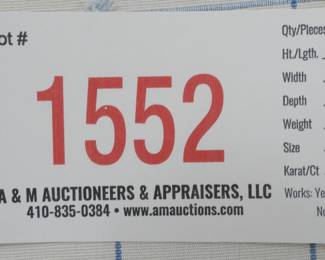 ot #
1552
A & M AUCTIONEERS & APPRAISERS, LLC
410-835-0384 • www.amauctions.com
Qty/Pieces
Ht./Lgth.
Width
Depth
Weight
Size
Karat/Ct
Works: Ye
No